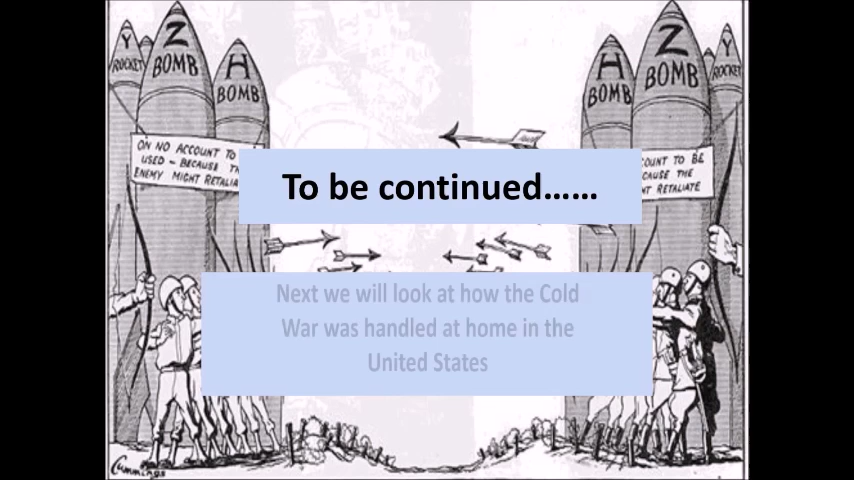 Y
ROCKET
Z
BOMB
H
BOMB
H
BOMB
Z
BOMB
Y
ROCKET
ON NO ACCOUNT TO
USED - BECAUSE
ENEMY MIGHT
COUNT TO BE
CAUSE THE
RETALIATE
To be continued……
Next we will look at how the Cold
War was handled at home in the
United States
Cummings